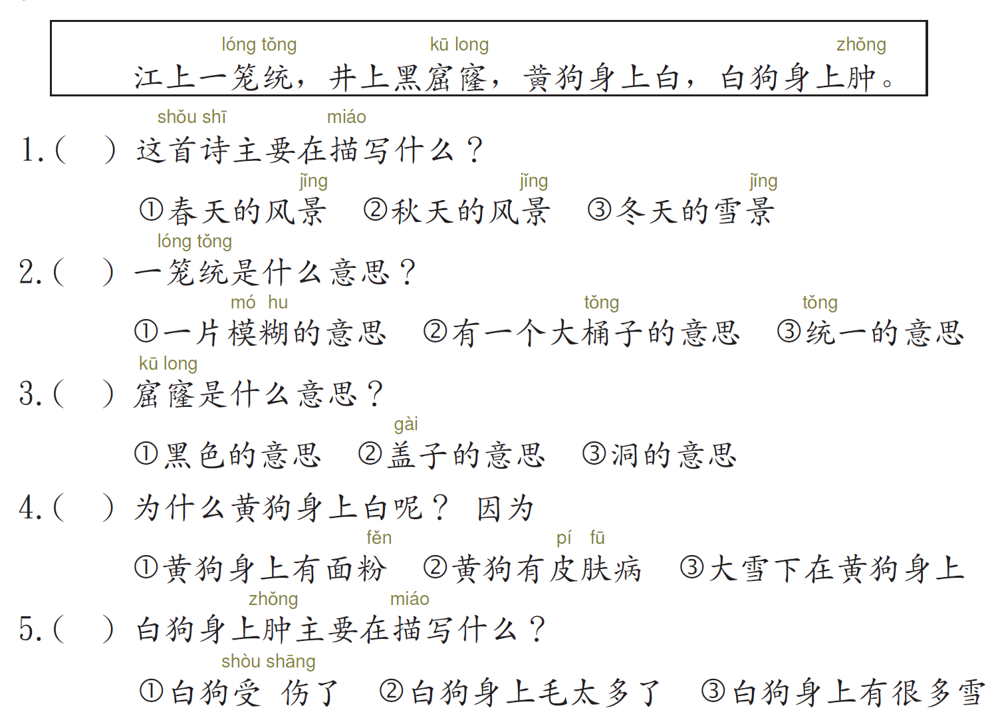 lóng tǒng kū long zhǒng
江上一笼统，井上黑窟窿，黄狗身上白，白狗身上肿。
shǒu shī miáo
1.( ) 这首诗主要在描写什么？
jǐng jǐng jǐng
①春天的风景 ②秋天的风景 ③冬天的雪景
lóng tǒng
2.( ) 一笼统是什么意思？
mó hu tǒng tǒng
①一片模糊的意思 ②有一个大桶子的意思 ③统一的意思
kū long
3.( ) 窟窿是什么意思？
gài
①黑色的意思 ②盖子的意思 ③洞的意思
4.( ) 为什么黄狗身上白呢？ 因为
fěn pí fū
①黄狗身上有面粉 ②黄狗有皮肤病 ③大雪下在黄狗身上
zhǒng miáo
5.( ) 白狗身上肿主要在描写什么？
shòu shāng
①白狗受 伤了 ②白狗身上毛太多了 ③白狗身上有很多雪